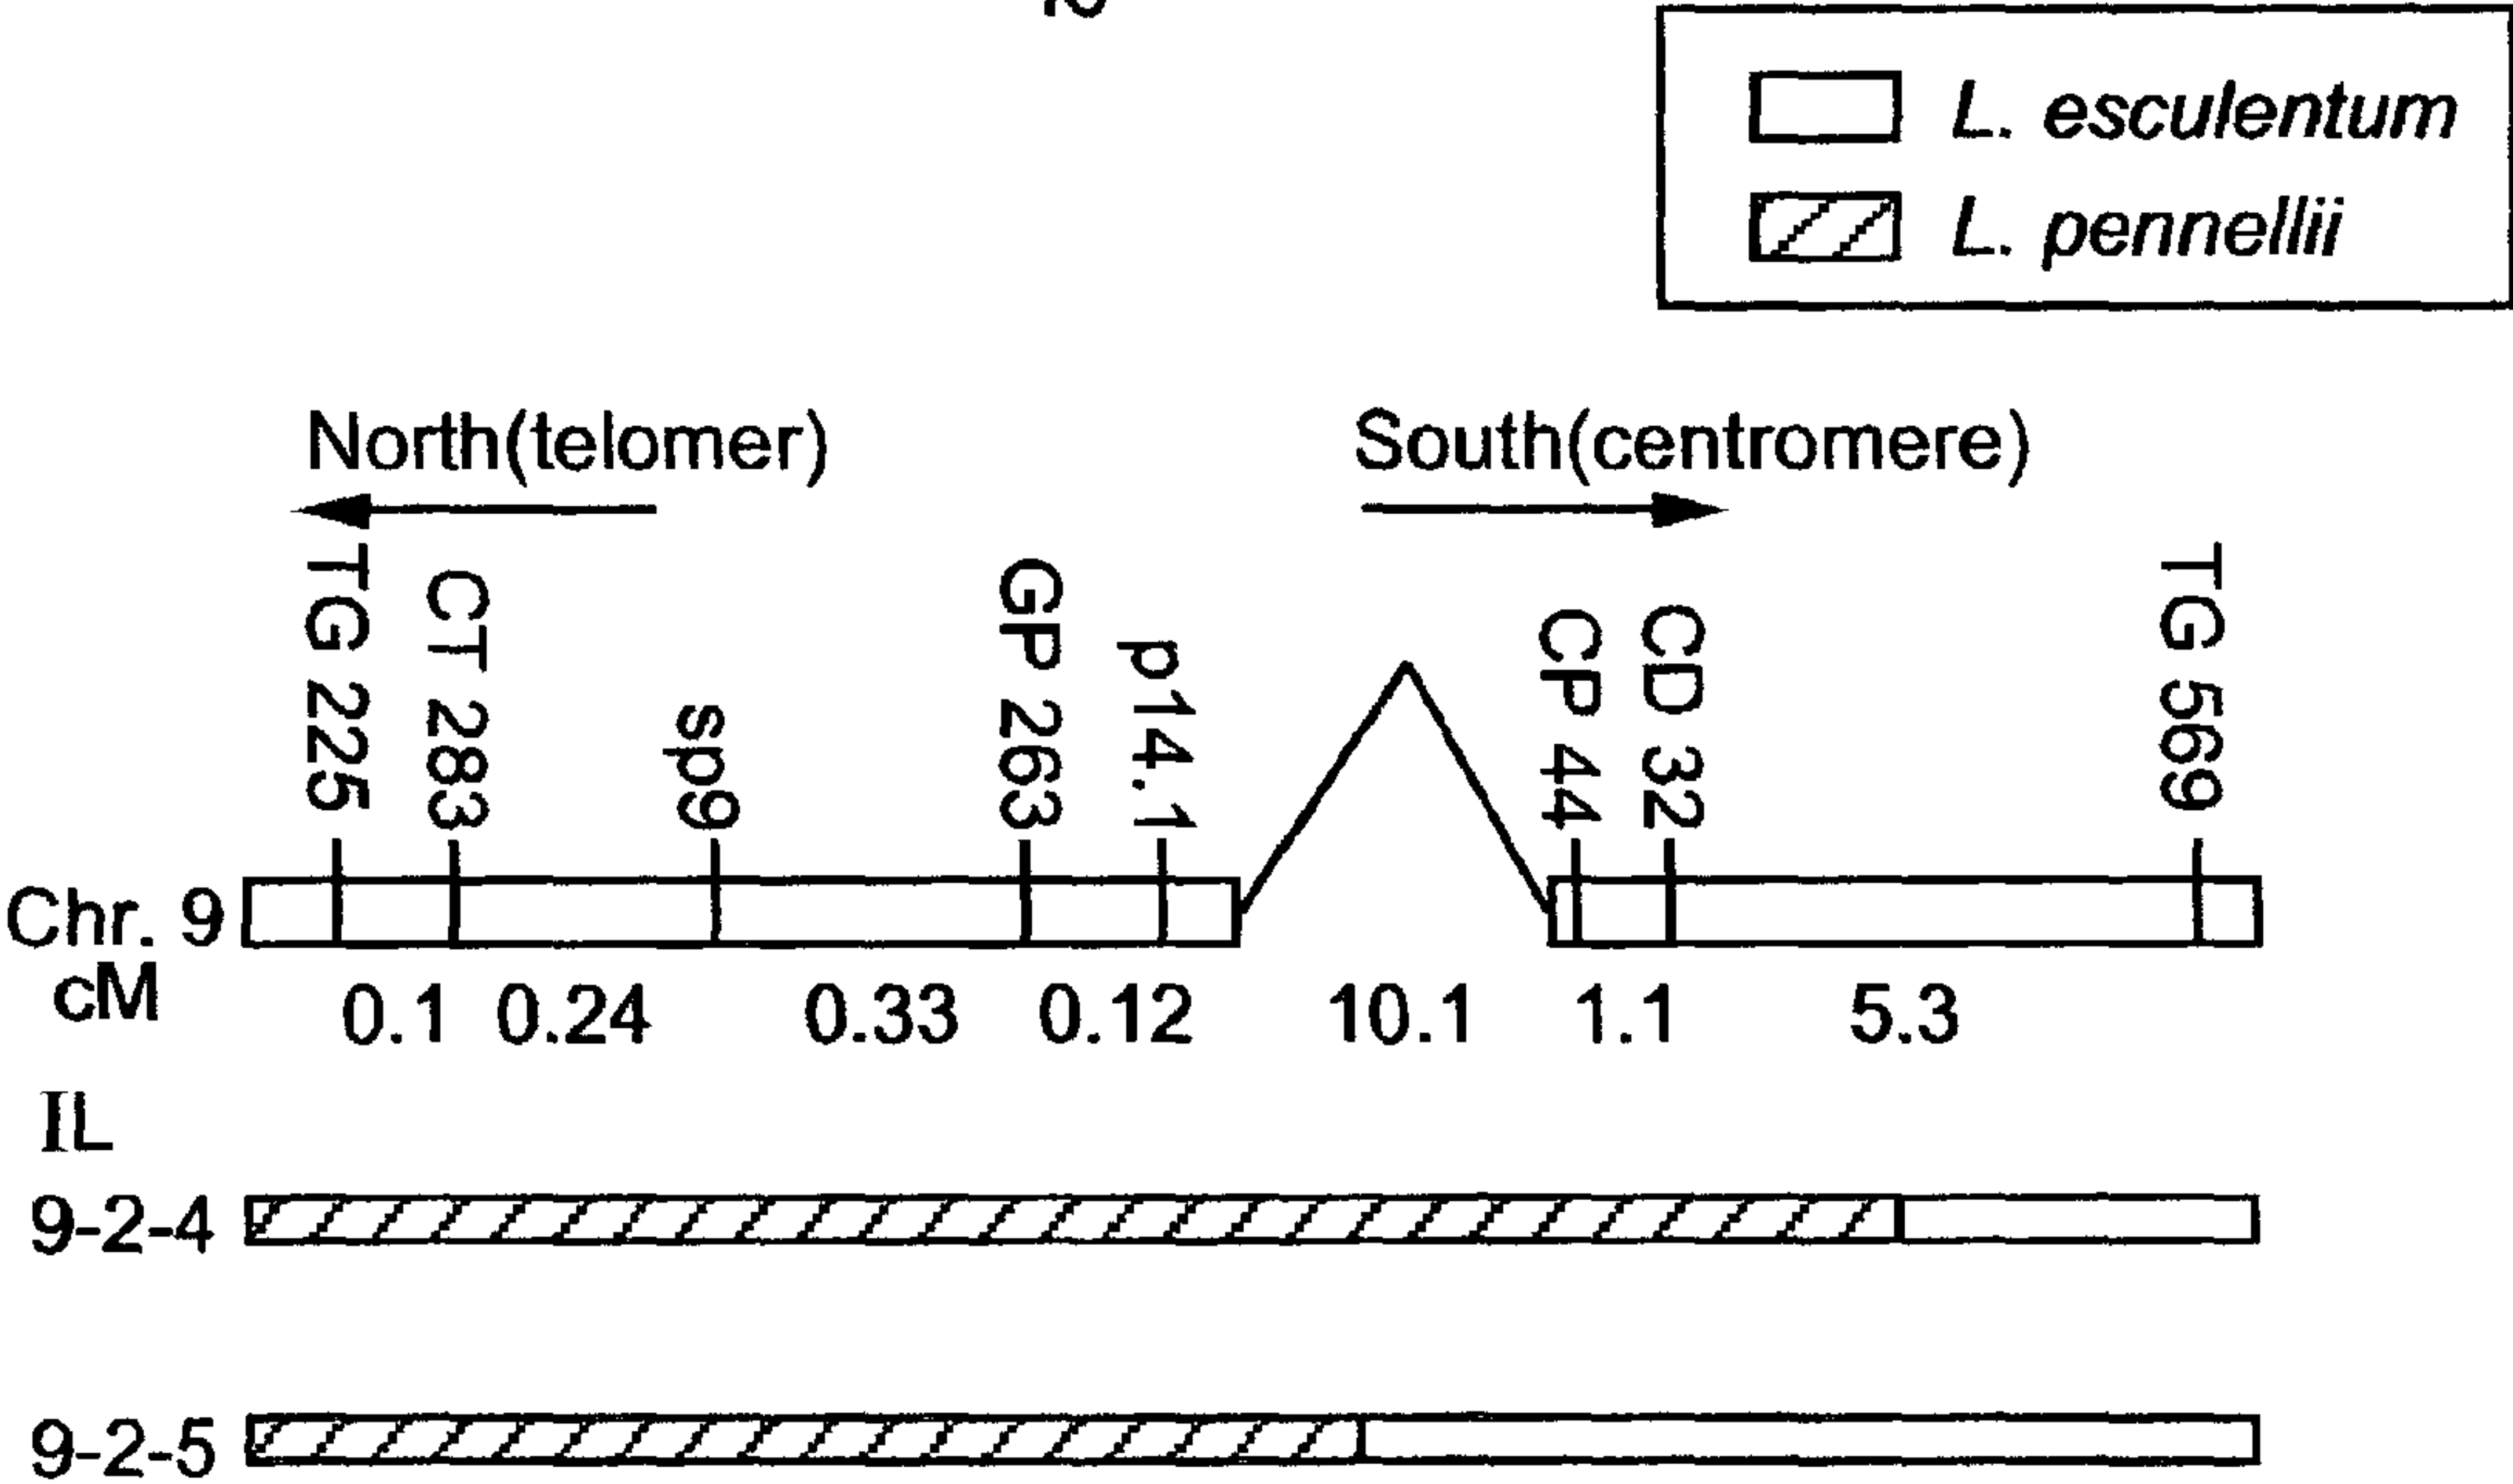 L. esculentum
L. pennellii
North(telomer) South(centromere)
TG 225
CT 283
sp9
GP 263
p14.1
CP 44
CD 32
TG 569
Chr. 9
cM 0.1 0.24 0.33 0.12 10.1 1.1 5.3
IL
9-2-4
9-2-5